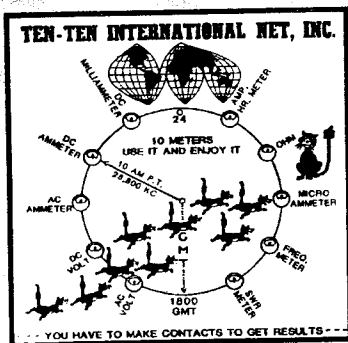 TEN-TEN INTERNATIONAL NET, INC.
DC MILLIAMMETER
0
24
AMP. HR. METER
DC AMMETER
10 METERS
USE IT AND ENJOY IT
OHM
10 AM P.T.
28,800 KC
AC AMMETER
MICRO AMMETER
GMT
DC VOLT.
FREQ. METER
AC VOLT
1800
GMT
SWR METER
YOU HAVE TO MAKE CONTACTS TO GET RESULTS